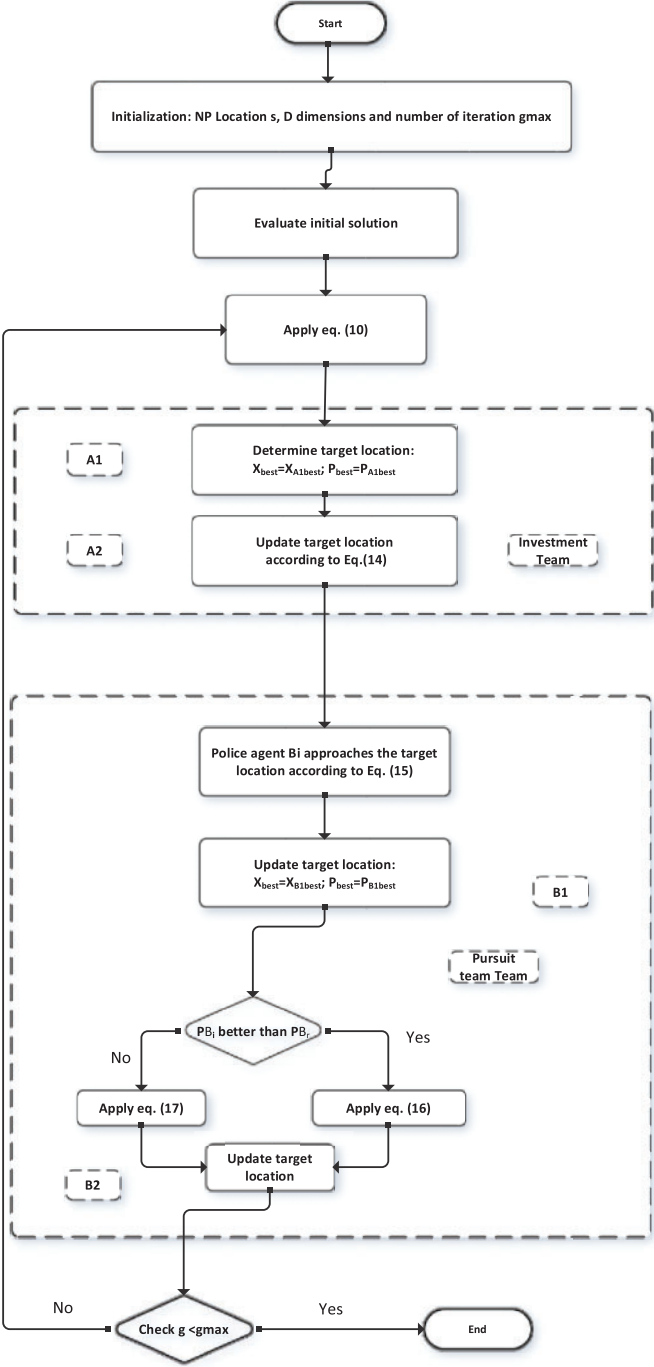 Start
Initialization: NP Location s, D dimensions and number of iteration gmax
Evaluate initial solution
Apply eq. (10)
A1
Determine target location:
Xbest=XA1best; Pbest=PA1best
A2
Update target location
according to Eq.(14)
Investment
Team
Police agent Bi approaches the target
location according to Eq. (15)
Update target location:
Xbest=XB1best; Pbest=PB1best
B1
Pursuit
team Team
PBi better than PBr
No
Yes
Apply eq. (17)
Apply eq. (16)
Update target
location
B2
No
Check g <gmax
Yes
End